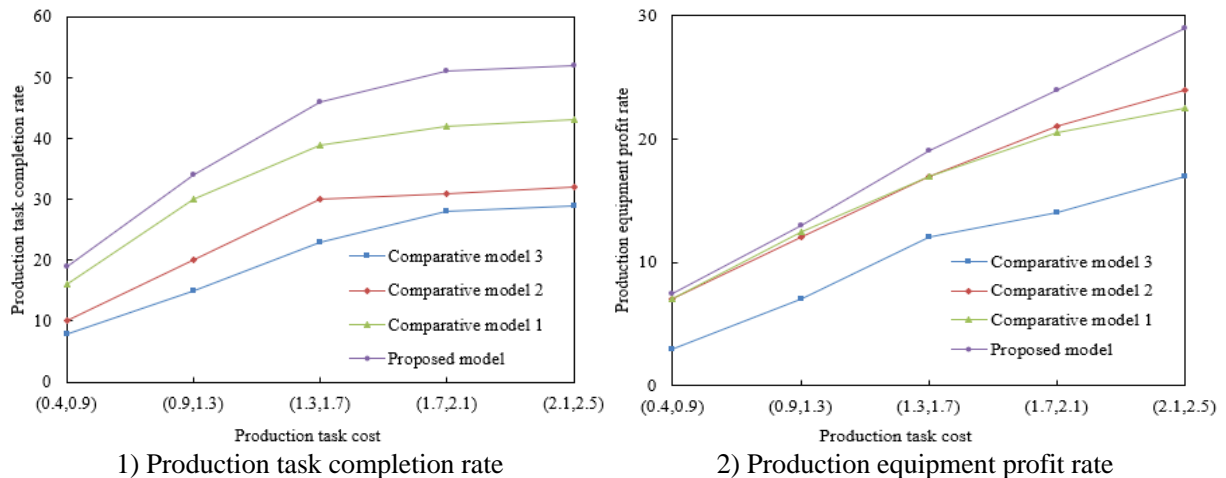 60
50
40
30
20
10
0
Production task completion rate
Comparative model 3
Comparative model 2
Comparative model 1
Proposed model
(0.4,0.9) (0.9,1.3) (1.3,1.7) (1.7,2.1) (2.1,2.5)
Production task cost
1) Production task completion rate
30
20
10
0
Production equipment profit rate
Comparative model 3
Comparative model 2
Comparative model 1
Proposed model
(0.4,0.9) (0.9,1.3) (1.3,1.7) (1.7,2.1) (2.1,2.5)
Production task cost
2) Production equipment profit rate